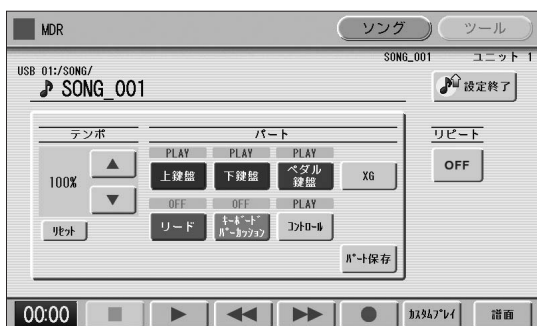 MDR
ソング ツール
SONG_001 ユニット 1
USB 01:/SONG/
SONG_001
設定終了
テンポ パート リピート
PLAY PLAY PLAY
100% 上鍵盤 下鍵盤 ペダル鍵盤 XG OFF
OFF OFF PLAY
リセット リード キーボードパーカッション コントロール
パート保存
00:00 カスタムプレイ 譜面